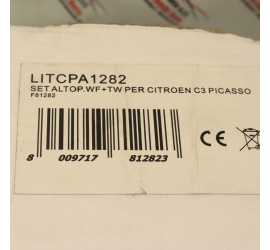 LITCPA1282
SET ALTOP.WF+TW PER CITROEN C3 PICASSO
F61282
8 009717 812823
CE